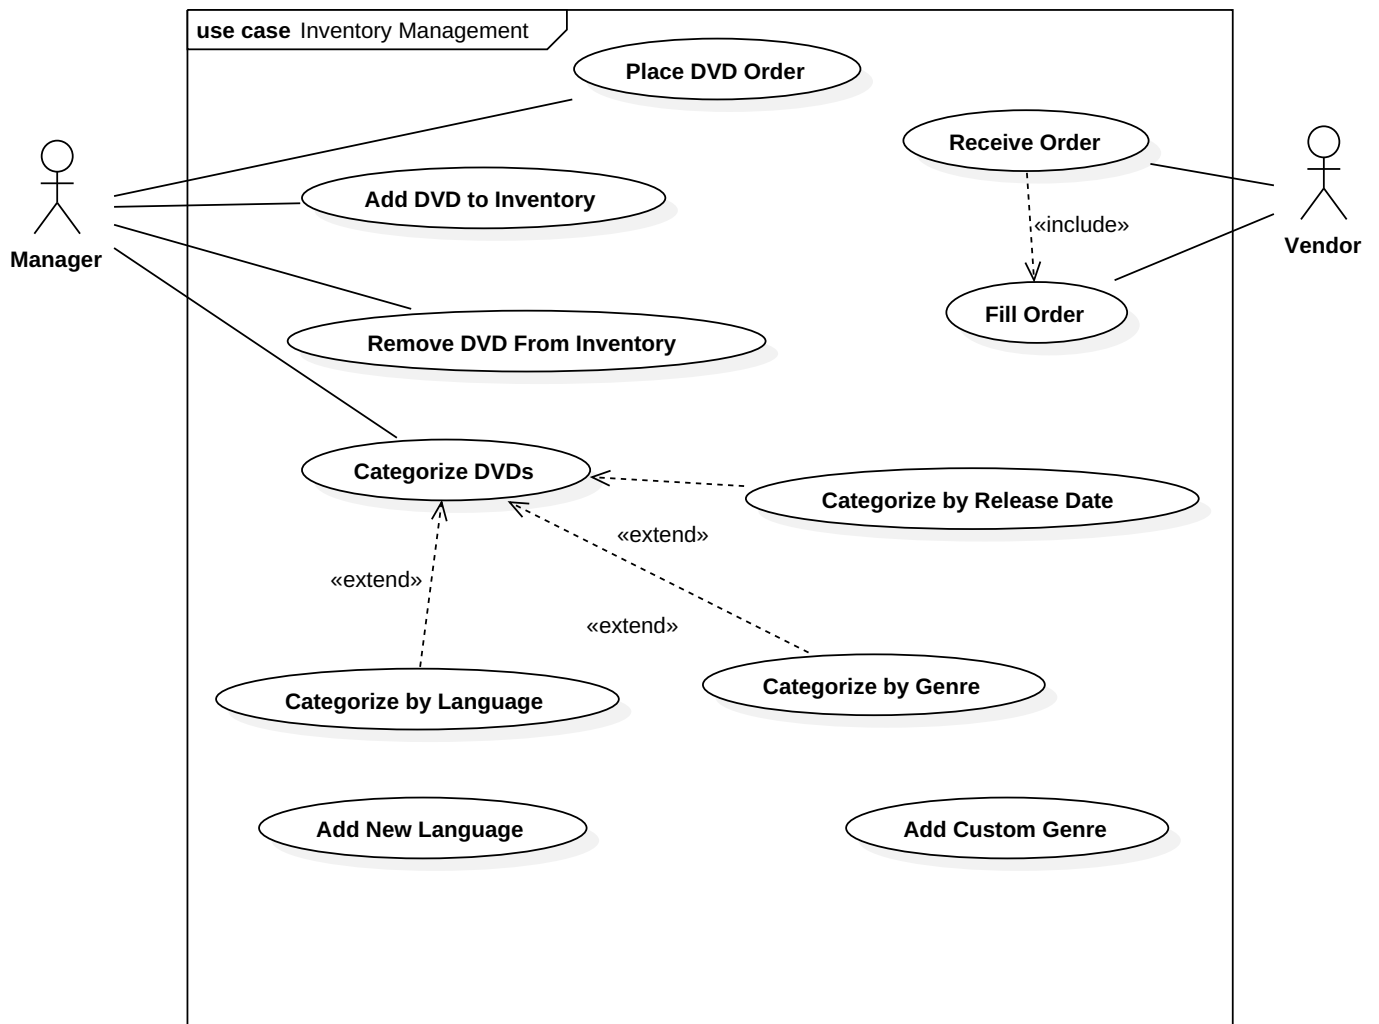 use case Inventory Management
Place DVD Order
Receive Order
Add DVD to Inventory
«include»
Manager
Vendor
Fill Order
Remove DVD From Inventory
Categorize DVDs
Categorize by Release Date
«extend»
«extend»
«extend»
Categorize by Language
Categorize by Genre
Add New Language
Add Custom Genre